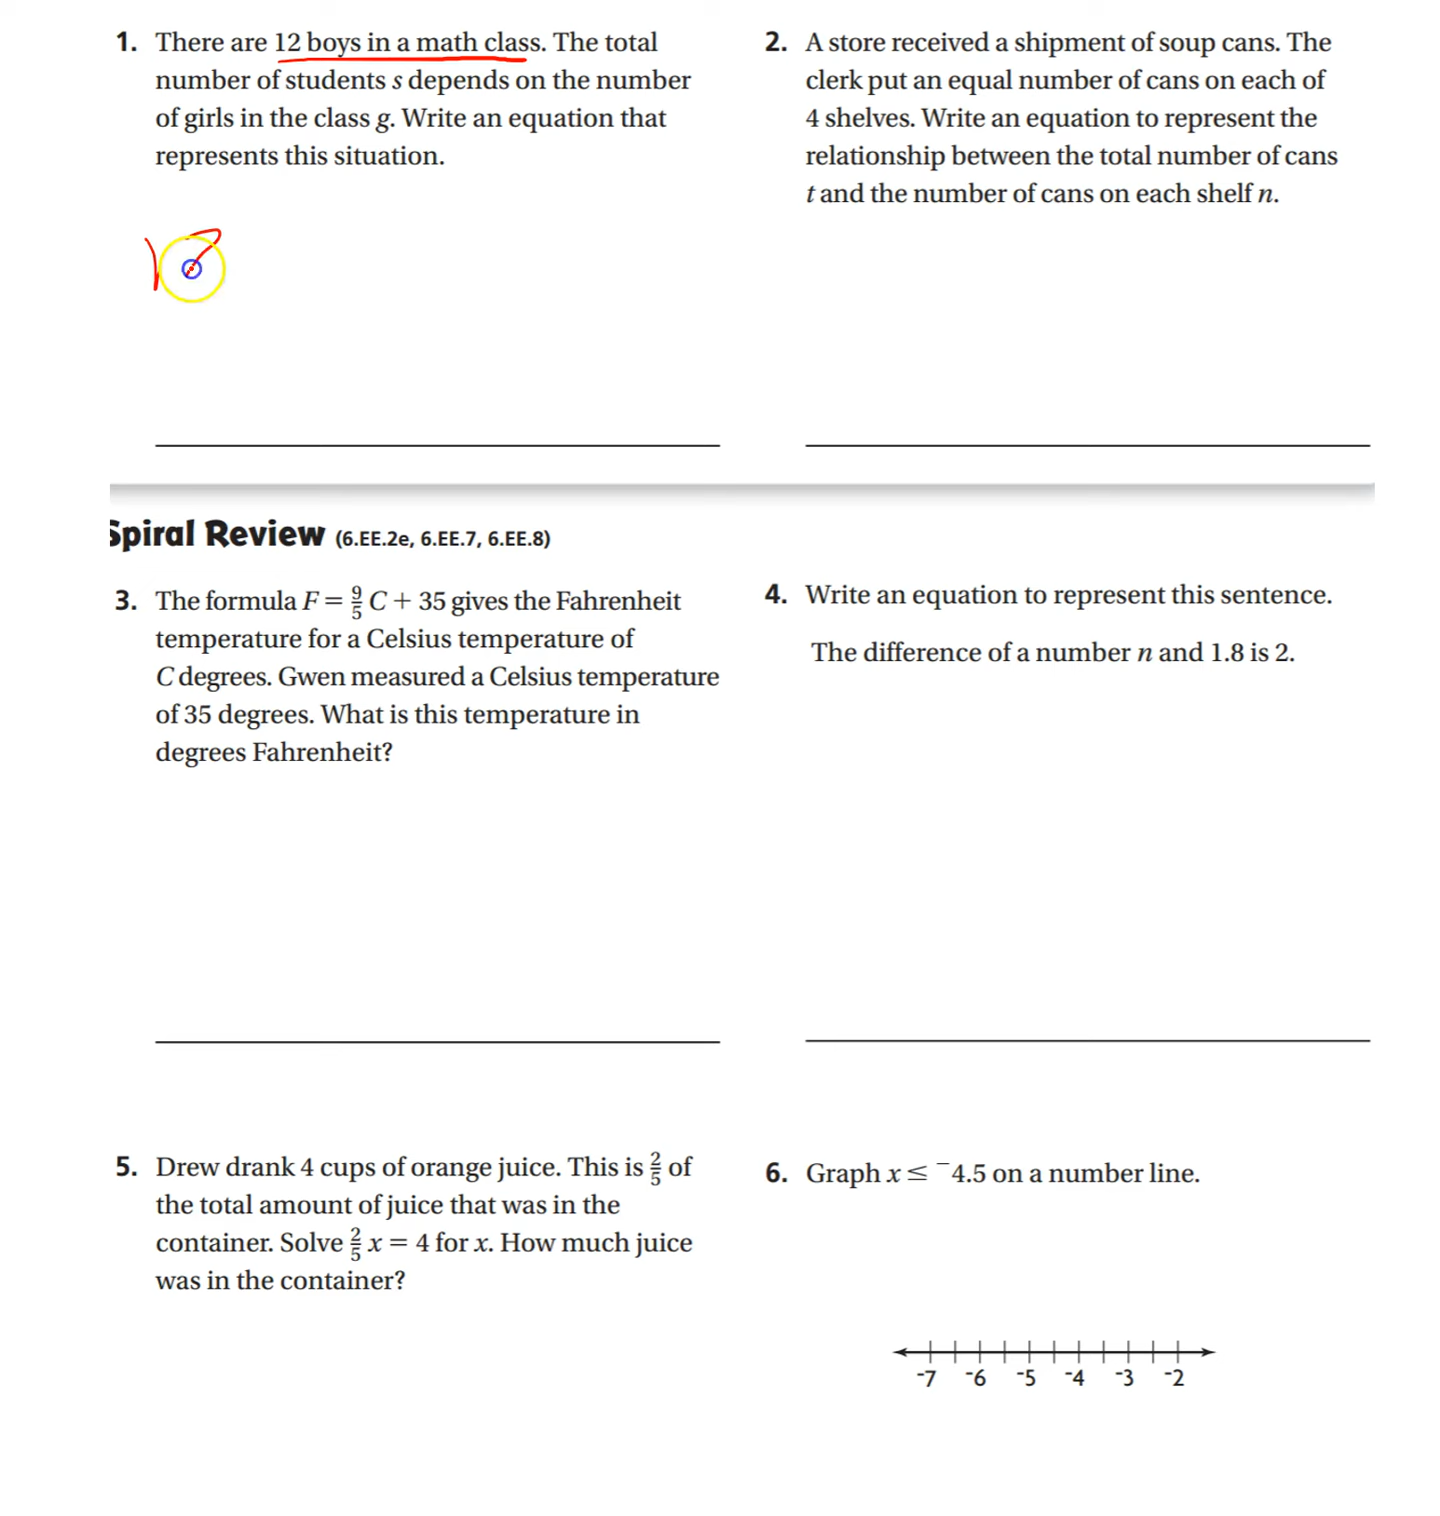 1. There are 12 boys in a math class. The total
number of students s depends on the number
of girls in the class g. Write an equation that
represents this situation.
2. A store received a shipment of soup cans. The
clerk put an equal number of cans on each of
4 shelves. Write an equation to represent the
relationship between the total number of cans
t and the number of cans on each shelf n.
Spiral Review (6.EE.2e, 6.EE.7, 6.EE.8)
3. The formula F = 9/5 C + 35 gives the Fahrenheit
temperature for a Celsius temperature of
C degrees. Gwen measured a Celsius temperature
of 35 degrees. What is this temperature in
degrees Fahrenheit?
4. Write an equation to represent this sentence.
The difference of a number n and 1.8 is 2.
5. Drew drank 4 cups of orange juice. This is 2/5 of
the total amount of juice that was in the
container. Solve 2/5 x = 4 for x. How much juice
was in the container?
6. Graph x ≤ ⁻4.5 on a number line.
⁻7 ⁻6 ⁻5 ⁻4 ⁻3 ⁻2